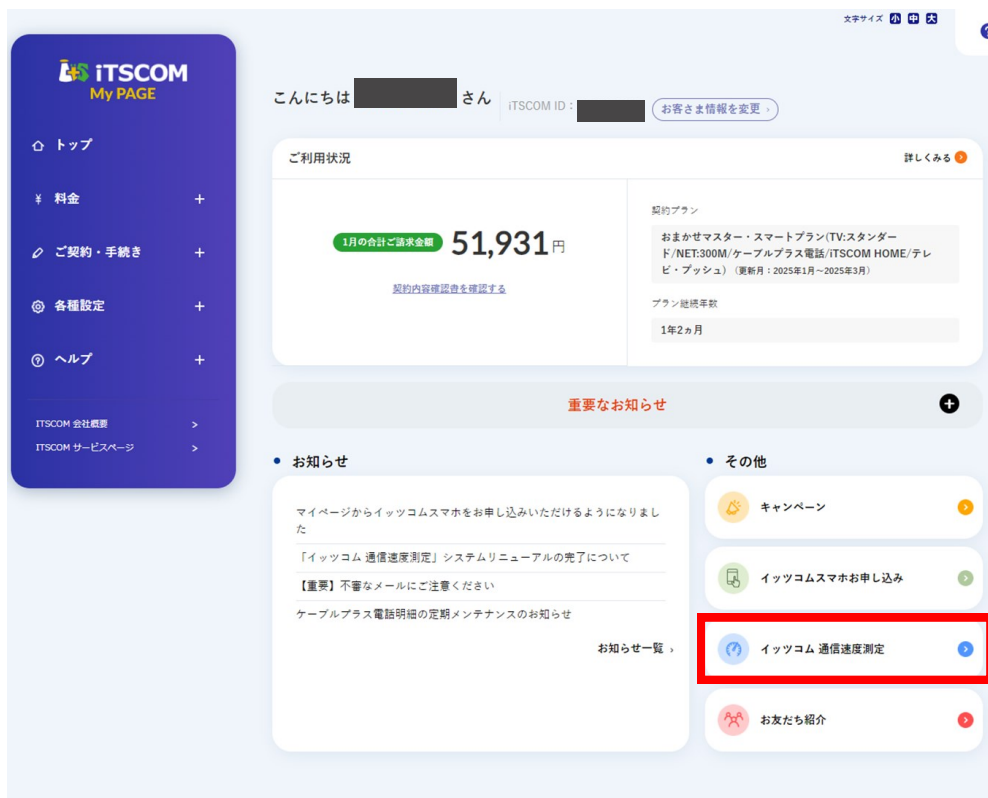 文字サイズ 小 中 大
iTSCOM
My PAGE
トップ
¥ 料金 +
ご契約・手続き +
各種設定 +
ヘルプ +
ITSCOM 会社概要 >
ITSCOM サービスページ >
こんにちは さん iTSCOM ID： お客さま情報を変更 ›
ご利用状況 詳しくみる
1月の合計ご請求金額 51,931円
契約内容確認書を確認する
契約プラン
おまかせマスター・スマートプラン(TV:スタンダー
ド/NET:300M/ケーブルプラス電話/iTSCOM HOME/テレ
ビ・プッシュ) （更新月：2025年1月～2025年3月）
プラン継続年数
1年2ヵ月
重要なお知らせ
お知らせ
マイページからイッツコムスマホをお申し込みいただけるようになりまし
た
「イッツコム 通信速度測定」システムリニューアルの完了について
【重要】不審なメールにご注意ください
ケーブルプラス電話明細の定期メンテナンスのお知らせ
お知らせ一覧 ›
その他
キャンペーン
イッツコムスマホお申し込み
イッツコム 通信速度測定
お友だち紹介